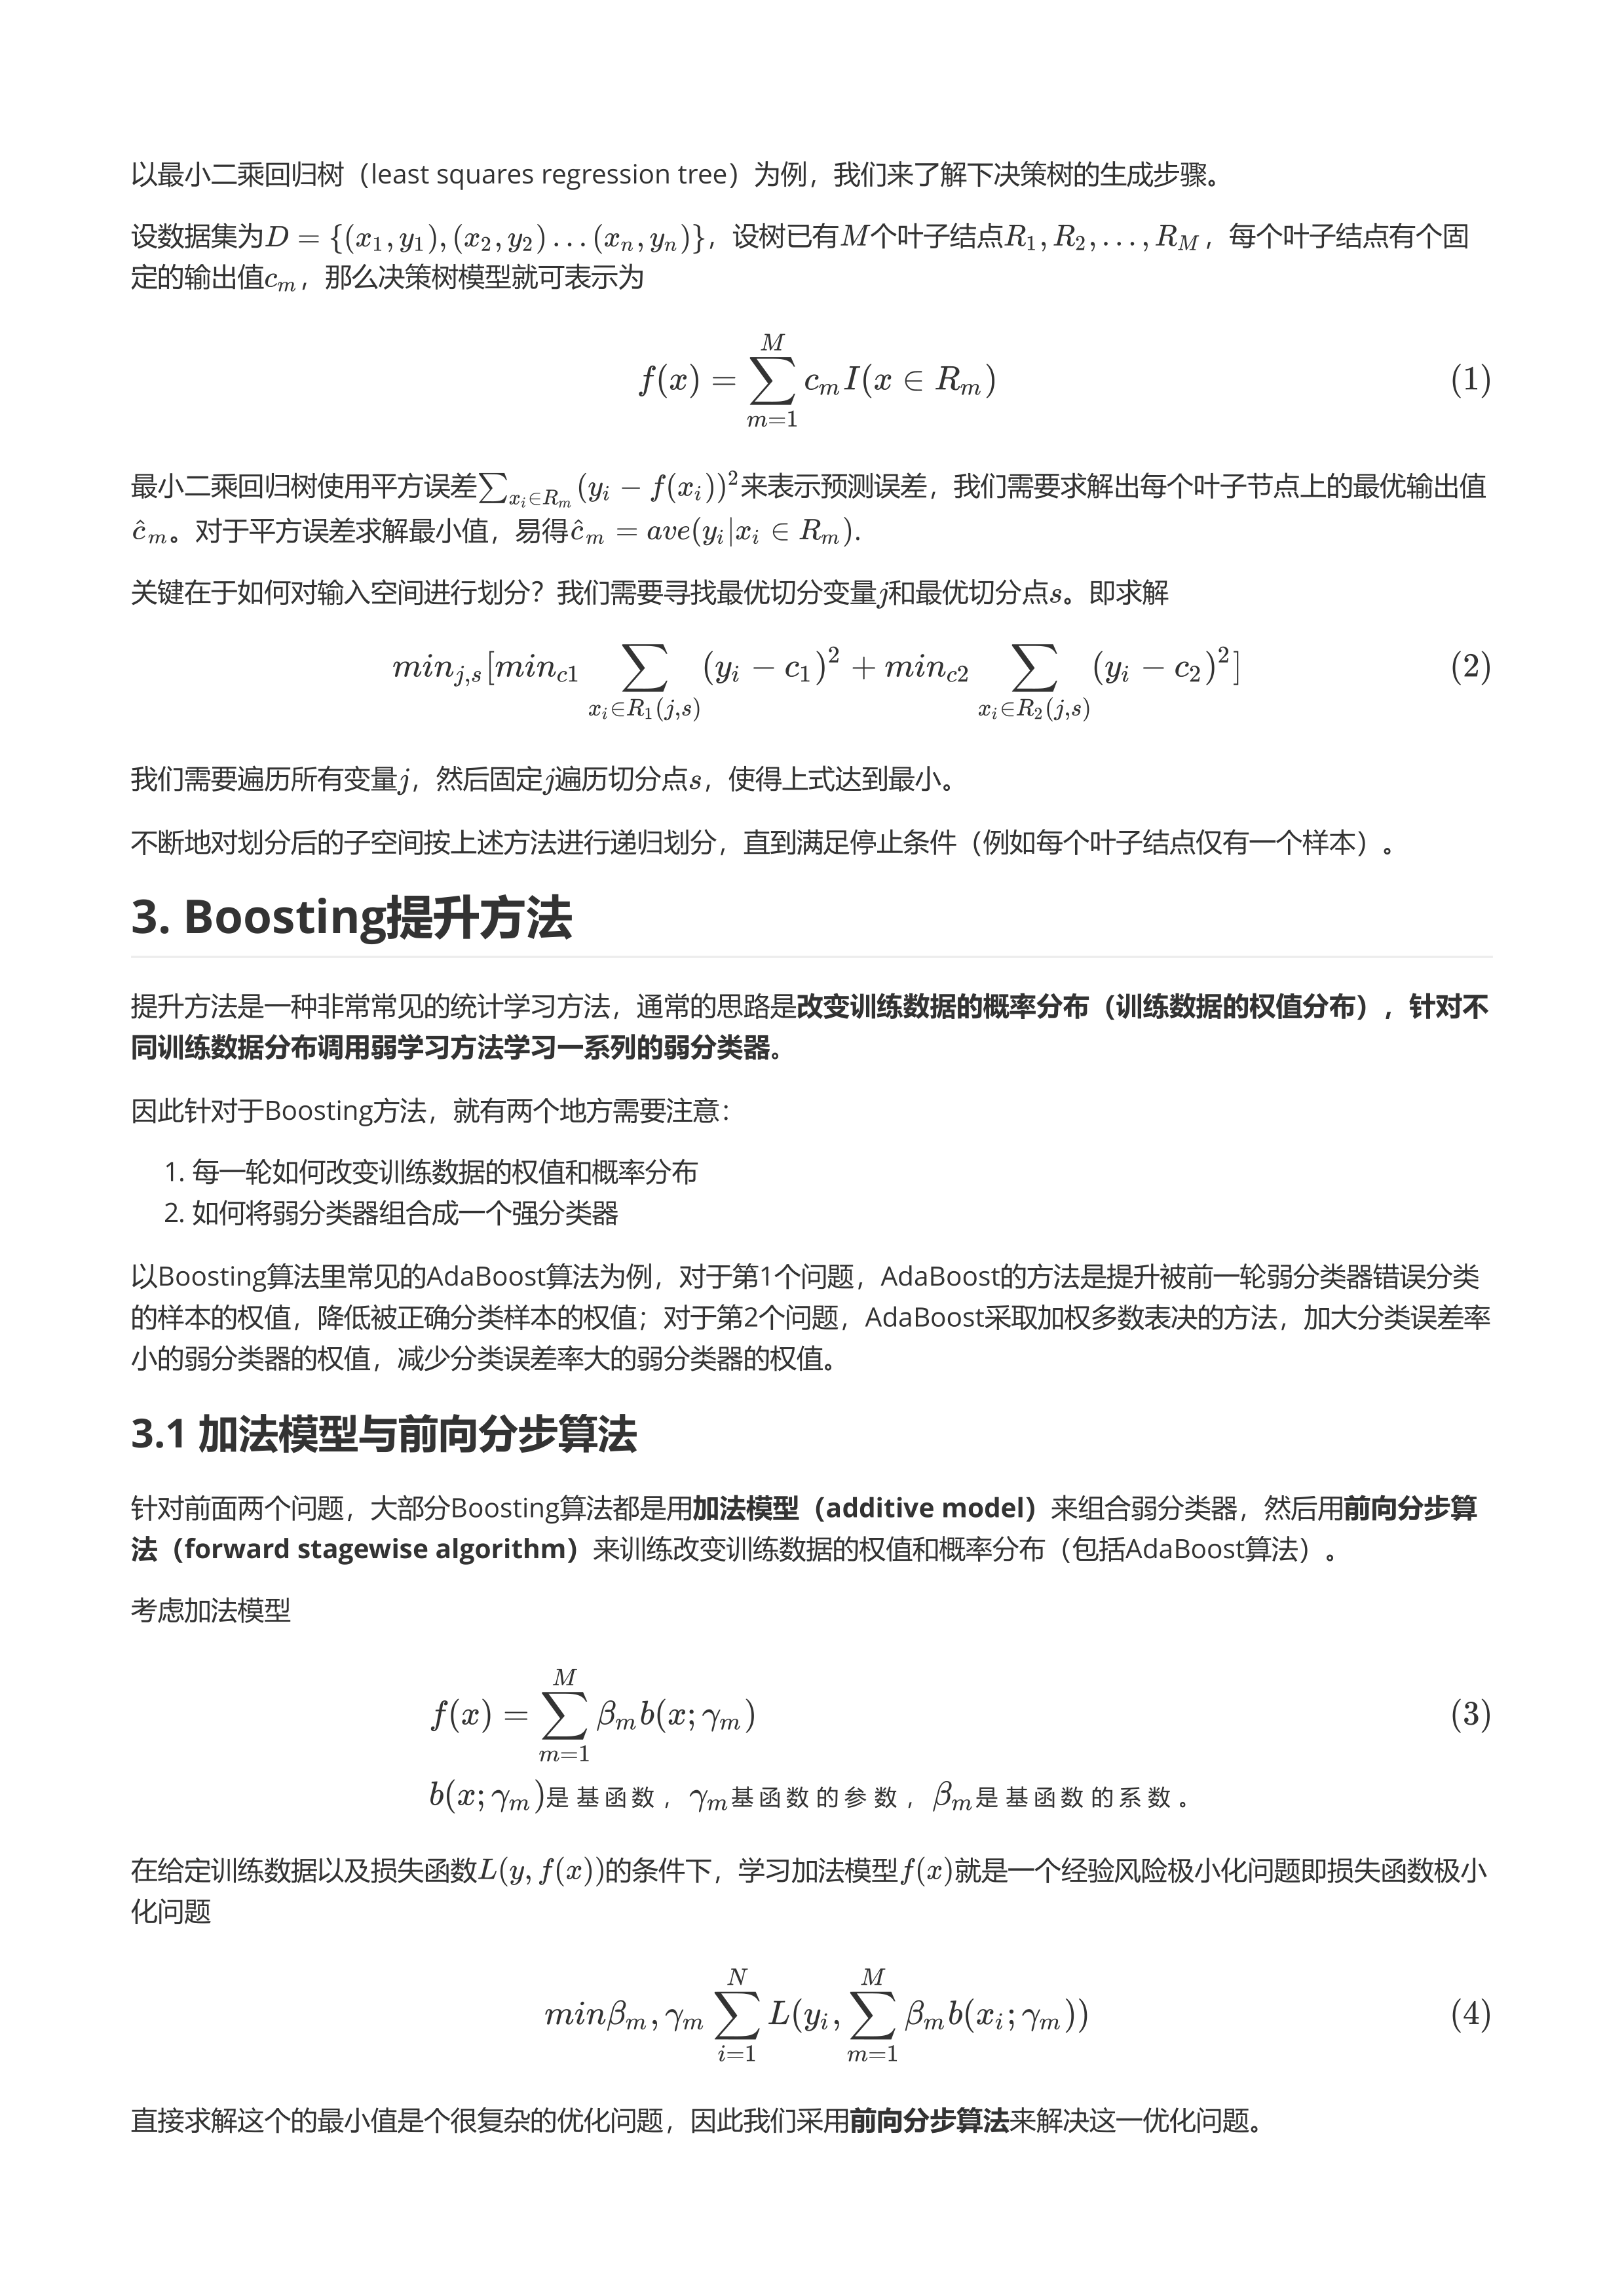 以最小二乘回归树（least squares regression tree）为例，我们来了解下决策树的生成步骤。
设数据集为$D = \{(x_1, y_1), (x_2, y_2) \ldots (x_n, y_n)\}$，设树已有$M$个叶子结点$R_1, R_2, \ldots, R_M$，每个叶子结点有个固
定的输出值$c_m$，那么决策树模型就可表示为
$f(x) = \sum_{m=1}^{M} c_m I(x \in R_m)$ (1)
最小二乘回归树使用平方误差$\sum_{x_i \in R_m} (y_i - f(x_i))^2$来表示预测误差，我们需要求解出每个叶子节点上的最优输出值
$\hat{c}_m$。对于平方误差求解最小值，易得$\hat{c}_m = ave(y_i | x_i \in R_m)$.
关键在于如何对输入空间进行划分？我们需要寻找最优切分变量$j$和最优切分点$s$。即求解
$min_{j,s}[min_{c1} \sum_{x_i \in R_1(j,s)} (y_i - c_1)^2 + min_{c2} \sum_{x_i \in R_2(j,s)} (y_i - c_2)^2]$ (2)
我们需要遍历所有变量$j$，然后固定$j$遍历切分点$s$，使得上式达到最小。
不断地对划分后的子空间按上述方法进行递归划分，直到满足停止条件（例如每个叶子结点仅有一个样本）。
3. Boosting提升方法
提升方法是一种非常常见的统计学习方法，通常的思路是改变训练数据的概率分布（训练数据的权值分布），针对不
同训练数据分布调用弱学习方法学习一系列的弱分类器。
因此针对于Boosting方法，就有两个地方需要注意：
1. 每一轮如何改变训练数据的权值和概率分布
2. 如何将弱分类器组合成一个强分类器
以Boosting算法里常见的AdaBoost算法为例，对于第1个问题，AdaBoost的方法是提升被前一轮弱分类器错误分类
的样本的权值，降低被正确分类样本的权值；对于第2个问题，AdaBoost采取加权多数表决的方法，加大分类误差率
小的弱分类器的权值，减少分类误差率大的弱分类器的权值。
3.1 加法模型与前向分步算法
针对前面两个问题，大部分Boosting算法都是用加法模型（additive model）来组合弱分类器，然后用前向分步算
法（forward stagewise algorithm）来训练改变训练数据的权值和概率分布（包括AdaBoost算法）。
考虑加法模型
$f(x) = \sum_{m=1}^{M} \beta_m b(x; \gamma_m)$ (3)
$b(x; \gamma_m)$是基函数，$\gamma_m$基函数的参数，$\beta_m$是基函数的系数。
在给定训练数据以及损失函数$L(y, f(x))$的条件下，学习加法模型$f(x)$就是一个经验风险极小化问题即损失函数极小
化问题
$min \beta_m, \gamma_m \sum_{i=1}^{N} L(y_i, \sum_{m=1}^{M} \beta_m b(x_i; \gamma_m))$ (4)
直接求解这个的最小值是个很复杂的优化问题，因此我们采用前向分步算法来解决这一优化问题。